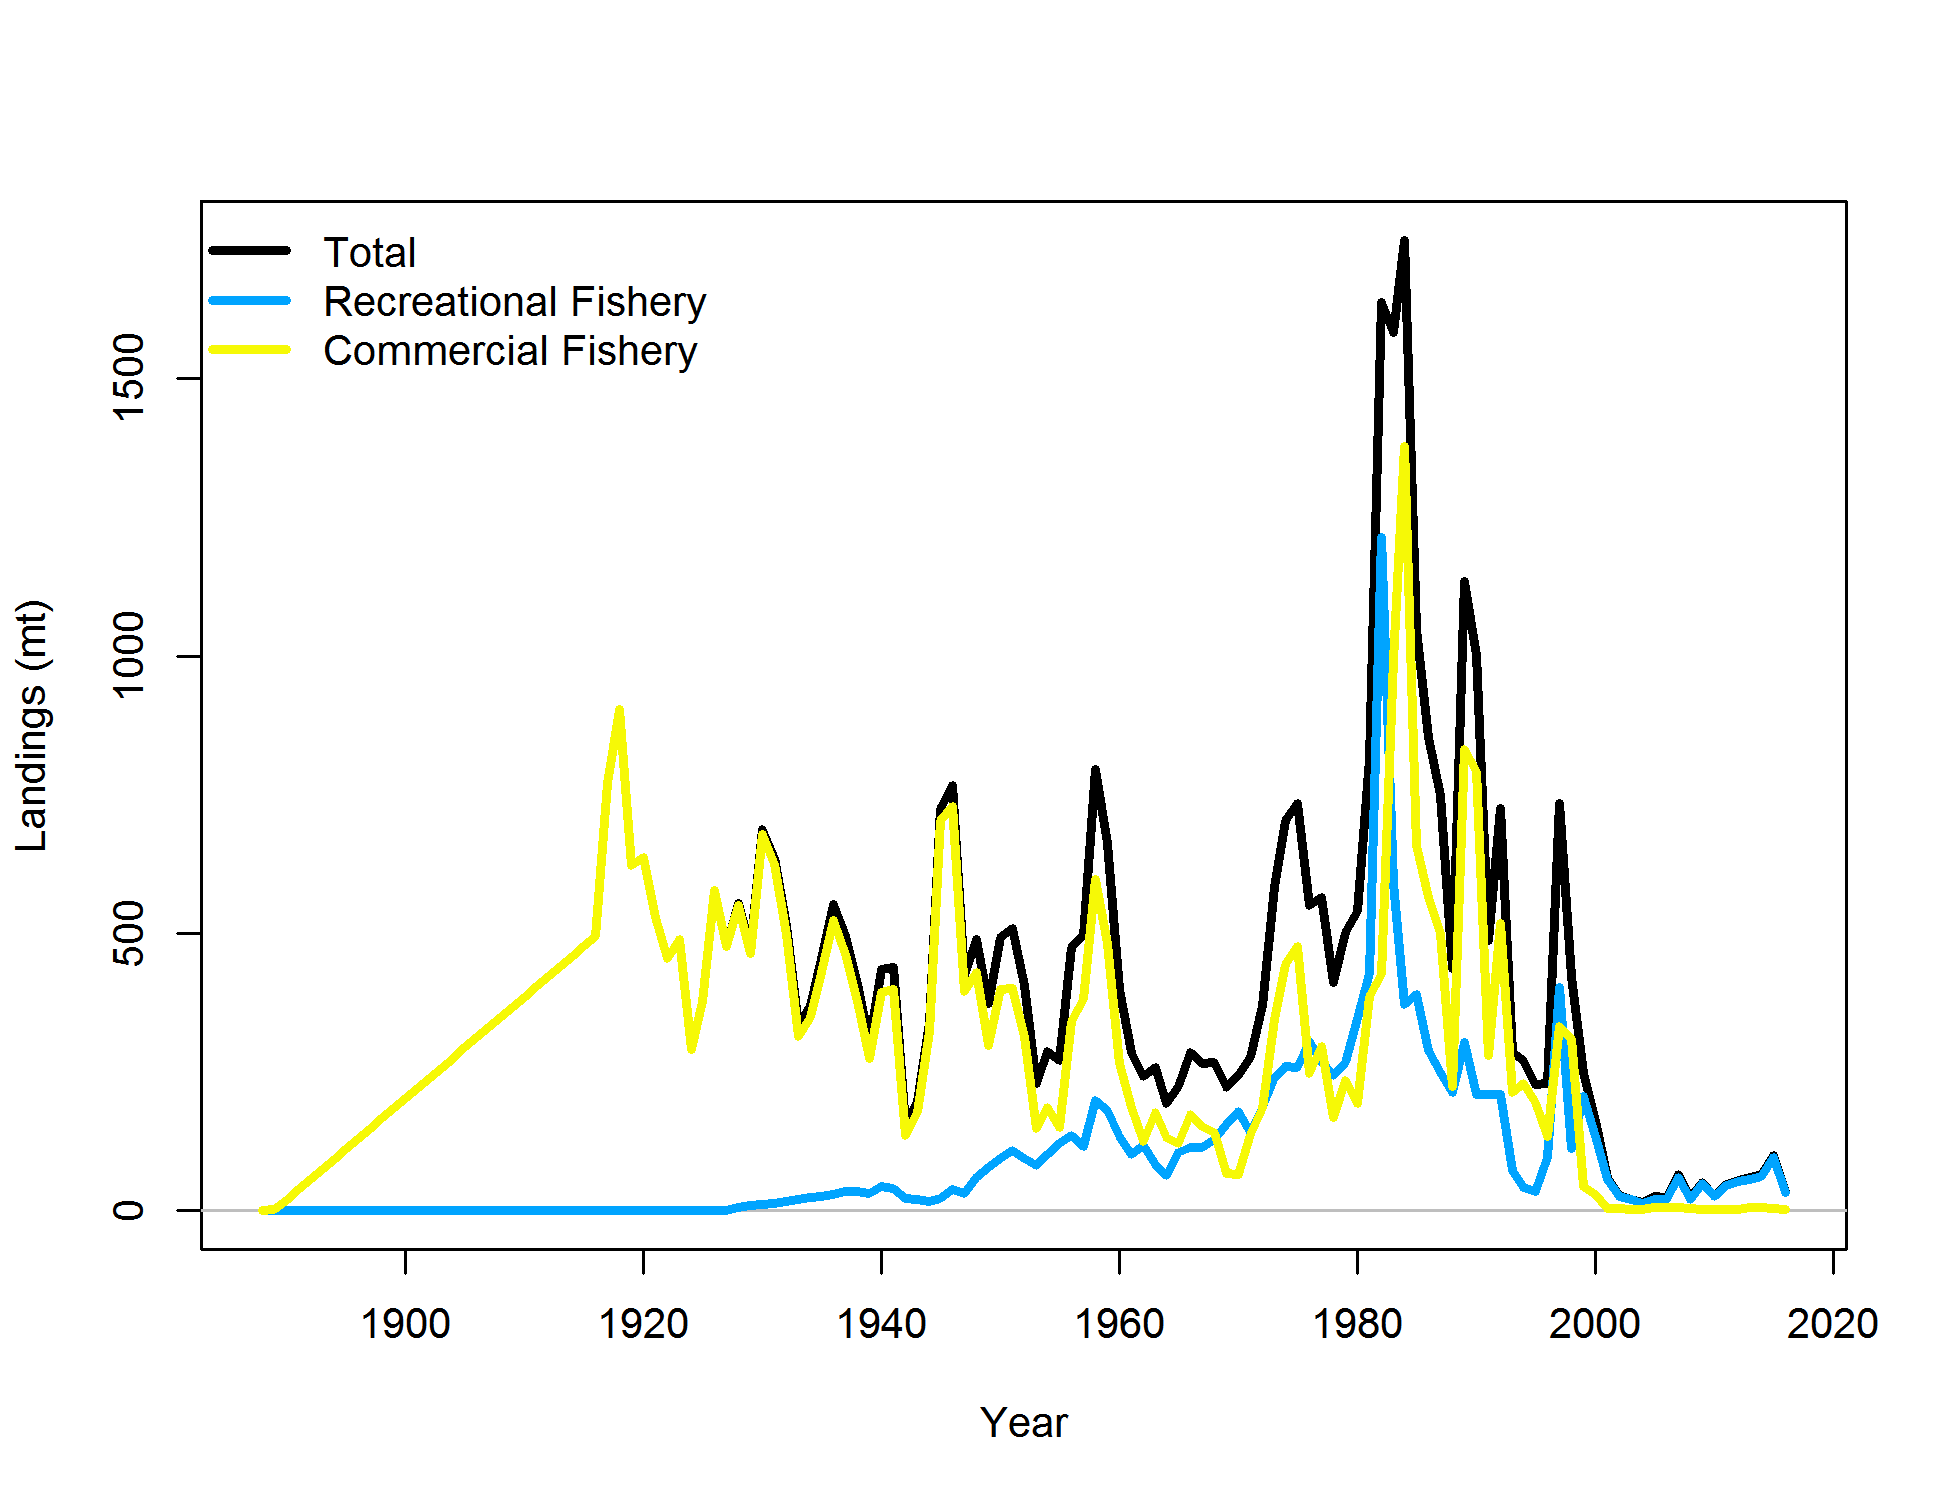 Total
Recreational Fishery
Commercial Fishery
1500
1000
500
0
Landings (mt)
1900 1920 1940 1960 1980 2000 2020
Year